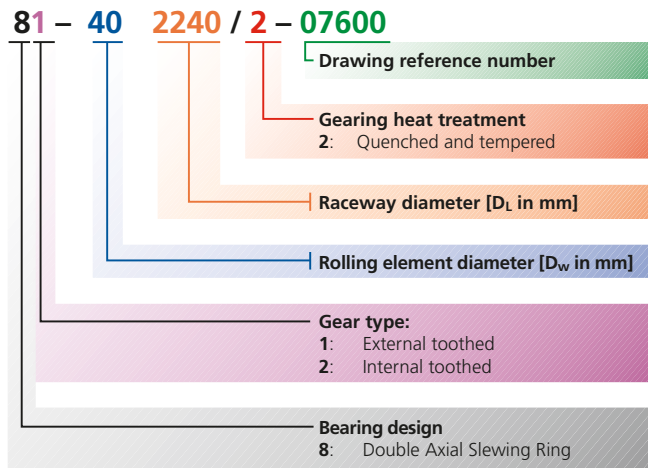 81 – 40 2240 / 2 – 07600
Drawing reference number
Gearing heat treatment
2: Quenched and tempered
Raceway diameter [DL in mm]
Rolling element diameter [DW in mm]
Gear type:
1: External toothed
2: Internal toothed
Bearing design
8: Double Axial Slewing Ring